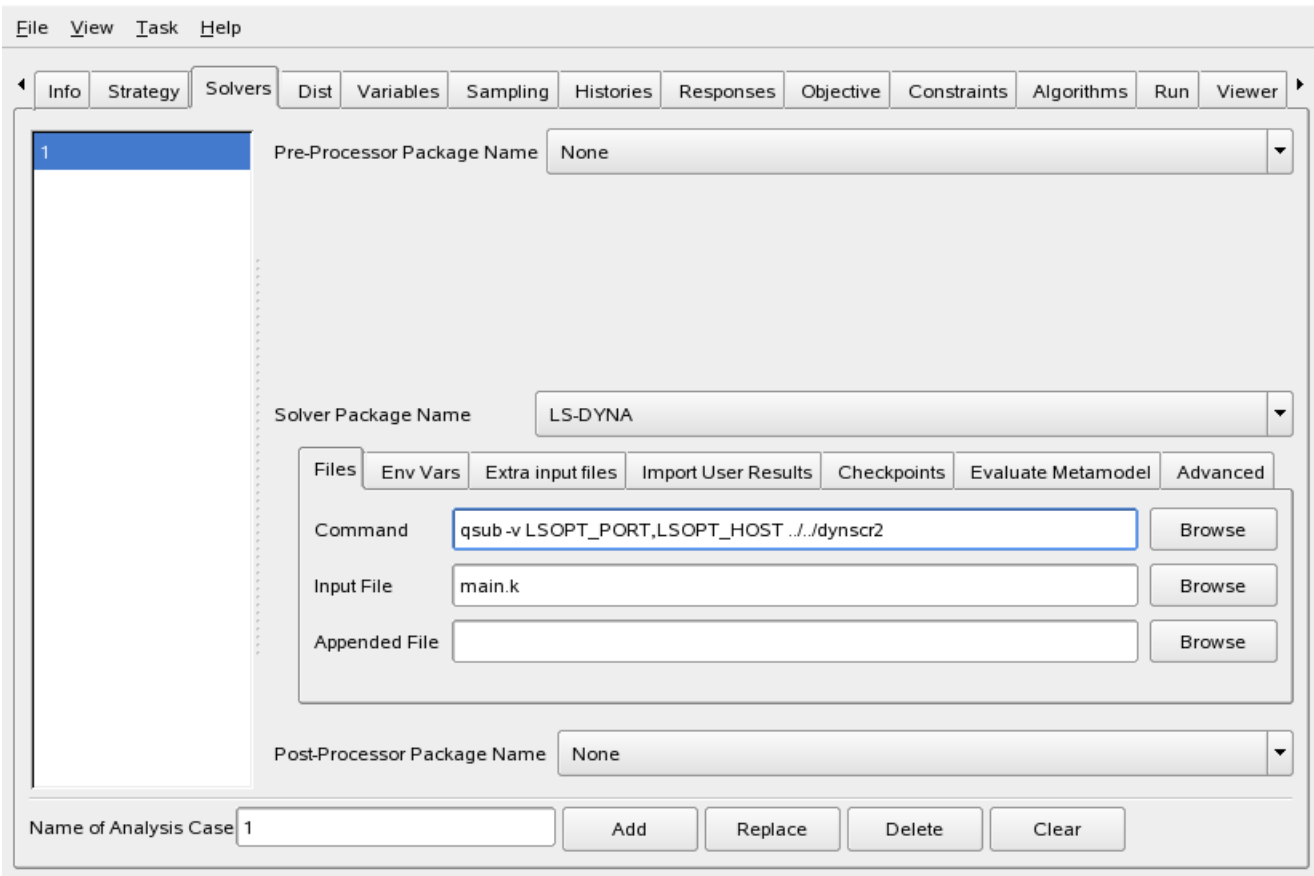 File View Task Help
Info Strategy Solvers Dist Variables Sampling Histories Responses Objective Constraints Algorithms Run Viewer
1
Pre-Processor Package Name None
Solver Package Name LS-DYNA
Files Env Vars Extra input files Import User Results Checkpoints Evaluate Metamodel Advanced
Command qsub -v LSOPT_PORT,LSOPT_HOST ../../dynscr2 Browse
Input File main.k Browse
Appended File Browse
Post-Processor Package Name None
Name of Analysis Case 1 Add Replace Delete Clear